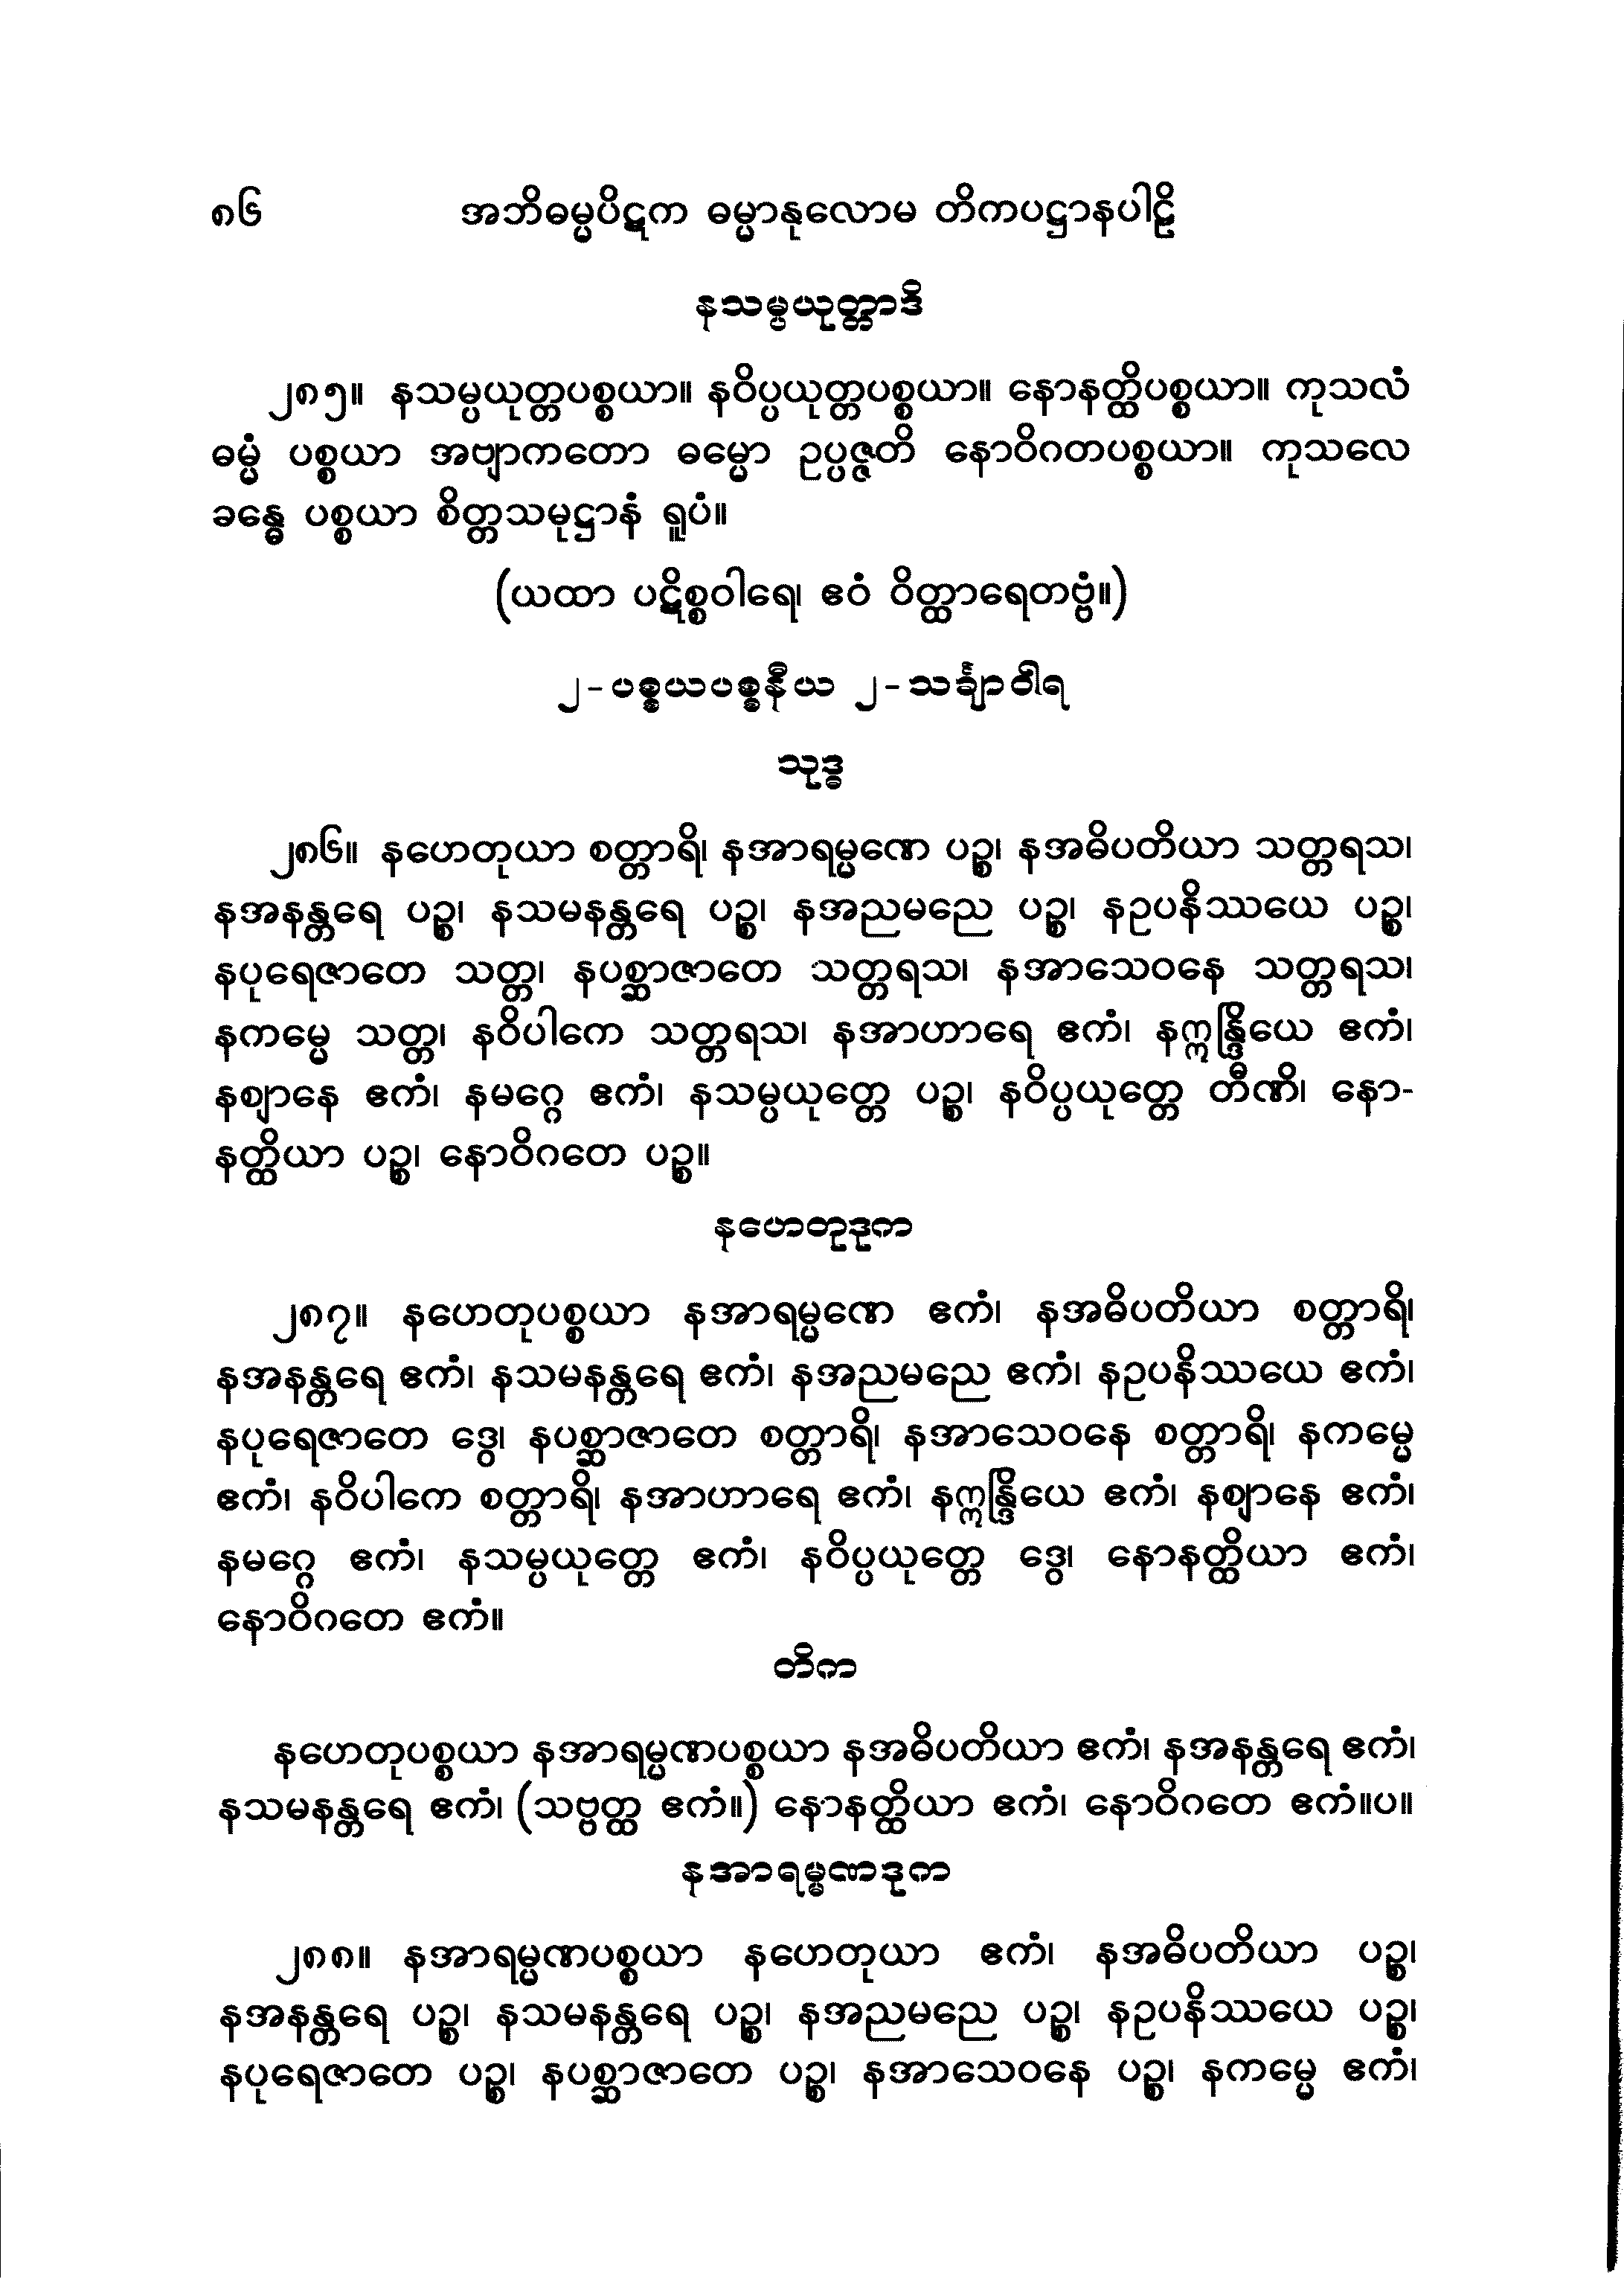 ၈၆ အဘိဓမ္မပိဋက ဓမ္မာနုလောမ တိကပဋ္ဌာနပါဠိ
နသမ္ပယုတ္တာဒိ
၂၈၅။ နသမ္ပယုတ္တပစ္စယာ။ နဝိပ္ပယုတ္တပစ္စယာ။ နောနတ္ထိပစ္စယာ။ ကုသလံ
ဓမ္မံ ပစ္စယာ အဗျာကတော ဓမ္မော ဥပ္ပဇ္ဇတိ နောဝိဂတပစ္စယာ။ ကုသလေ
ခန္ဓေ ပစ္စယာ စိတ္တသမုဋ္ဌာနံ ရူပံ။
(ယထာ ပဋိစ္စဝါရေ၊ ဧဝံ ဝိတ္ထာရေတဗ္ဗံ။)
၂-ပစ္စယပစ္စနီယ ၂-သင်္ချာဝါရ
သုဒ္ဓ
၂၈၆။ နဟေတုယာ စတ္တာရိ၊ နအာရမ္မဏေ ပဉ္စ၊ နအဓိပတိယာ သတ္တရသ၊
နအနန္တရေ ပဉ္စ၊ နသမနန္တရေ ပဉ္စ၊ နအညမညေ ပဉ္စ၊ နဥပနိဿယေ ပဉ္စ၊
နပုရေဇာတေ သတ္တ၊ နပစ္ဆာဇာတေ သတ္တရသ၊ နအာသေဝနေ သတ္တရသ၊
နကမ္မေ သတ္တ၊ နဝိပါကေ သတ္တရသ၊ နအာဟာရေ ဧကံ၊ နဣန္ဒြိယေ ဧကံ၊
နဈာနေ ဧကံ၊ နမဂ္ဂေ ဧကံ၊ နသမ္ပယုတ္တေ ပဉ္စ၊ နဝိပ္ပယုတ္တေ တီဏိ၊ နော-
နတ္ထိယာ ပဉ္စ၊ နောဝိဂတေ ပဉ္စ။
နဟေတုဒုက
၂၈၇။ နဟေတုပစ္စယာ နအာရမ္မဏေ ဧကံ၊ နအဓိပတိယာ စတ္တာရိ၊
နအနန္တရေ ဧကံ၊ နသမနန္တရေ ဧကံ၊ နအညမညေ ဧကံ၊ နဥပနိဿယေ ဧကံ၊
နပုရေဇာတေ ဒွေ၊ နပစ္ဆာဇာတေ စတ္တာရိ၊ နအာသေဝနေ စတ္တာရိ၊ နကမ္မေ
ဧကံ၊ နဝိပါကေ စတ္တာရိ၊ နအာဟာရေ ဧကံ၊ နဣန္ဒြိယေ ဧကံ၊ နဈာနေ ဧကံ၊
နမဂ္ဂေ ဧကံ၊ နသမ္ပယုတ္တေ ဧကံ၊ နဝိပ္ပယုတ္တေ ဒွေ၊ နောနတ္ထိယာ ဧကံ၊
နောဝိဂတေ ဧကံ။
တိက
နဟေတုပစ္စယာ နအာရမ္မဏပစ္စယာ နအဓိပတိယာ ဧကံ၊ နအနန္တရေ ဧကံ၊
နသမနန္တရေ ဧကံ၊ (သဗ္ဗတ္ထ ဧကံ။) နောနတ္ထိယာ ဧကံ၊ နောဝိဂတေ ဧကံ။ပ။
နအာရမ္မဏဒုက
၂၈၈။ နအာရမ္မဏပစ္စယာ နဟေတုယာ ဧကံ၊ နအဓိပတိယာ ပဉ္စ၊
နအနန္တရေ ပဉ္စ၊ နသမနန္တရေ ပဉ္စ၊ နအညမညေ ပဉ္စ၊ နဥပနိဿယေ ပဉ္စ၊
နပုရေဇာတေ ပဉ္စ၊ နပစ္ဆာဇာတေ ပဉ္စ၊ နအာသေဝနေ ပဉ္စ၊ နကမ္မေ ဧကံ၊